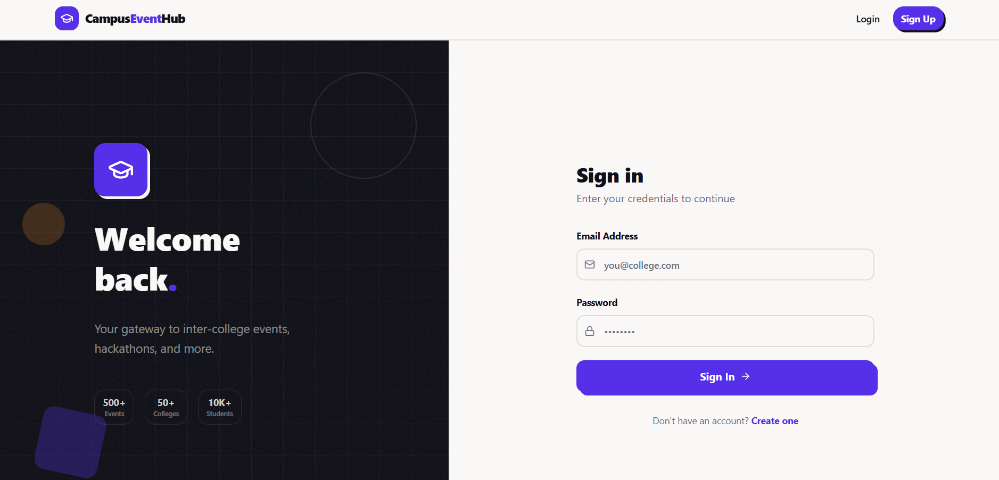 CampusEventHub
Login
Sign Up
Welcome
back.
Your gateway to inter-college events,
hackathons, and more.
500+
Events
50+
Colleges
10K+
Students
Sign in
Enter your credentials to continue
Email Address
you@college.com
Password
••••••••
Sign In →
Don't have an account? Create one